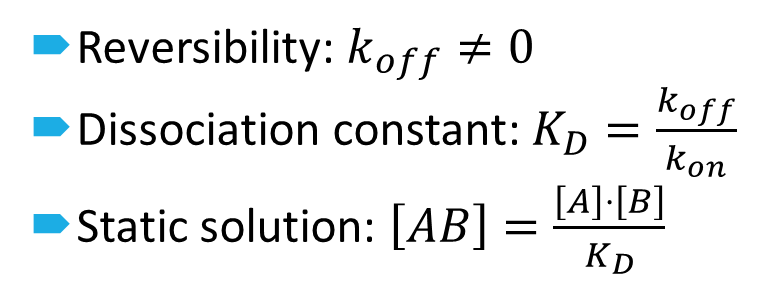 Reversibility: k_off ≠ 0
Dissociation constant: K_D = k_off / k_on
Static solution: [AB] = [A]·[B] / K_D